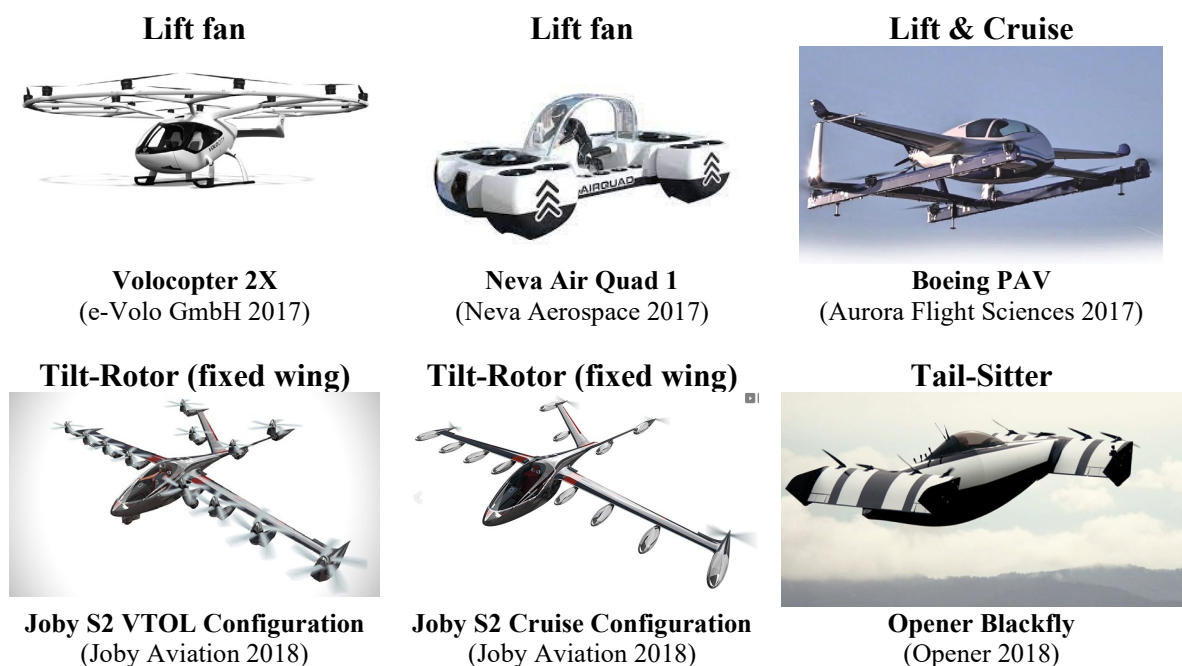 Lift fan
Lift fan
Lift & Cruise
AIRQUAD
Volocopter 2X
(e-Volo GmbH 2017)
Neva Air Quad 1
(Neva Aerospace 2017)
Boeing PAV
(Aurora Flight Sciences 2017)
Tilt-Rotor (fixed wing)
Tilt-Rotor (fixed wing)
Tail-Sitter
Joby S2 VTOL Configuration
(Joby Aviation 2018)
Joby S2 Cruise Configuration
(Joby Aviation 2018)
Opener Blackfly
(Opener 2018)